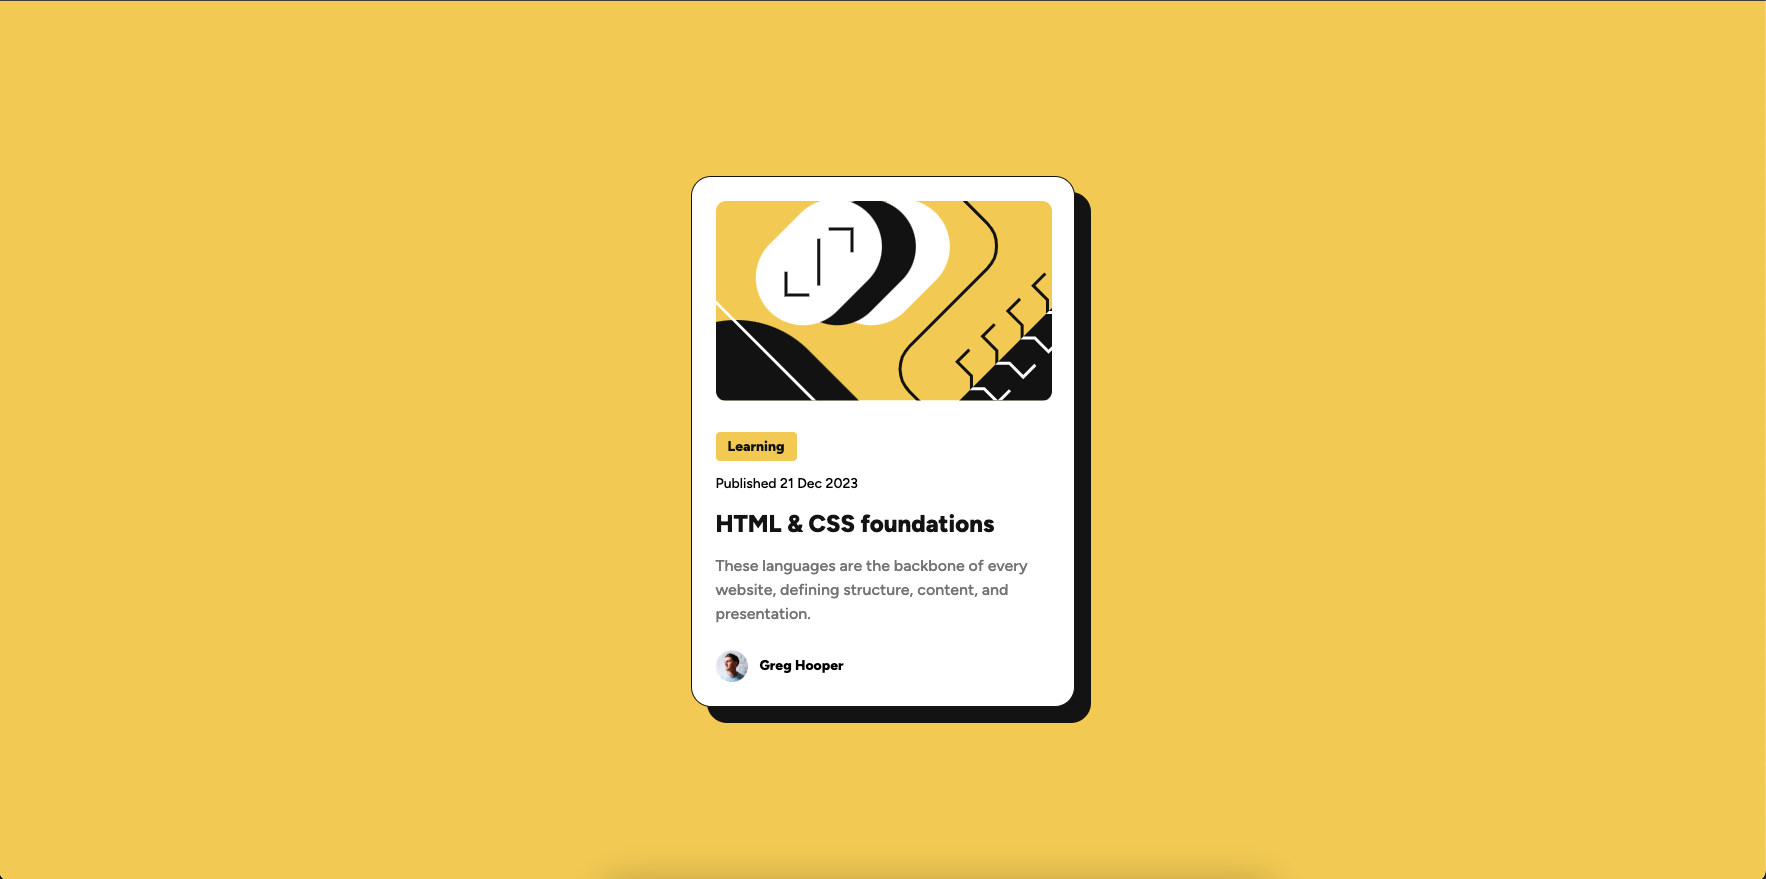 Learning
Published 21 Dec 2023
HTML & CSS foundations
These languages are the backbone of every
website, defining structure, content, and
presentation.
Greg Hooper